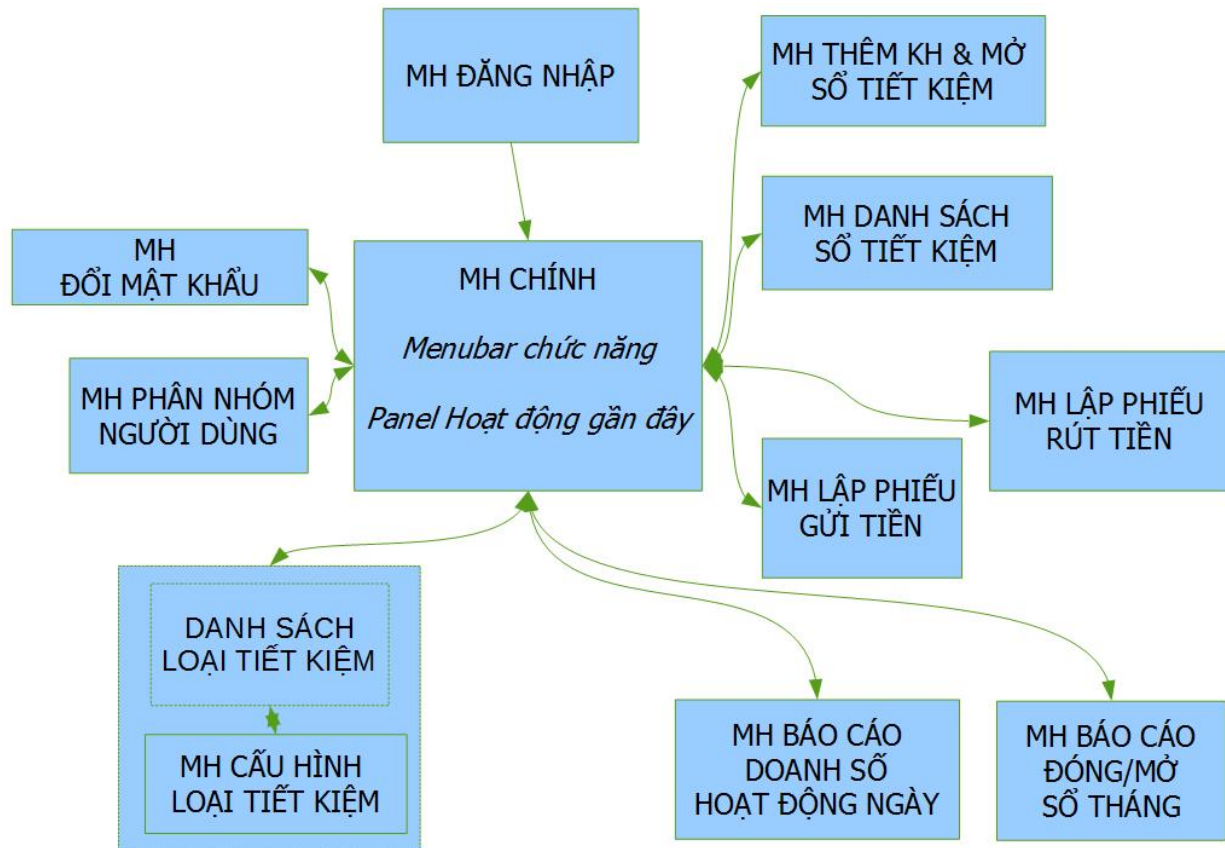 MH ĐĂNG NHẬP
MH THÊM KH & MỞ
SỔ TIẾT KIỆM
MH DANH SÁCH
SỔ TIẾT KIỆM
MH
ĐỔI MẬT KHẨU
MH CHÍNH
Menubar chức năng
Panel Hoạt động gần đây
MH PHÂN NHÓM
NGƯỜI DÙNG
MH LẬP PHIẾU
RÚT TIỀN
MH LẬP PHIẾU
GỬI TIỀN
DANH SÁCH
LOẠI TIẾT KIỆM
MH CẤU HÌNH
LOẠI TIẾT KIỆM
MH BÁO CÁO
DOANH SỐ
HOẠT ĐỘNG NGÀY
MH BÁO CÁO
ĐÓNG/MỞ
SỔ THÁNG